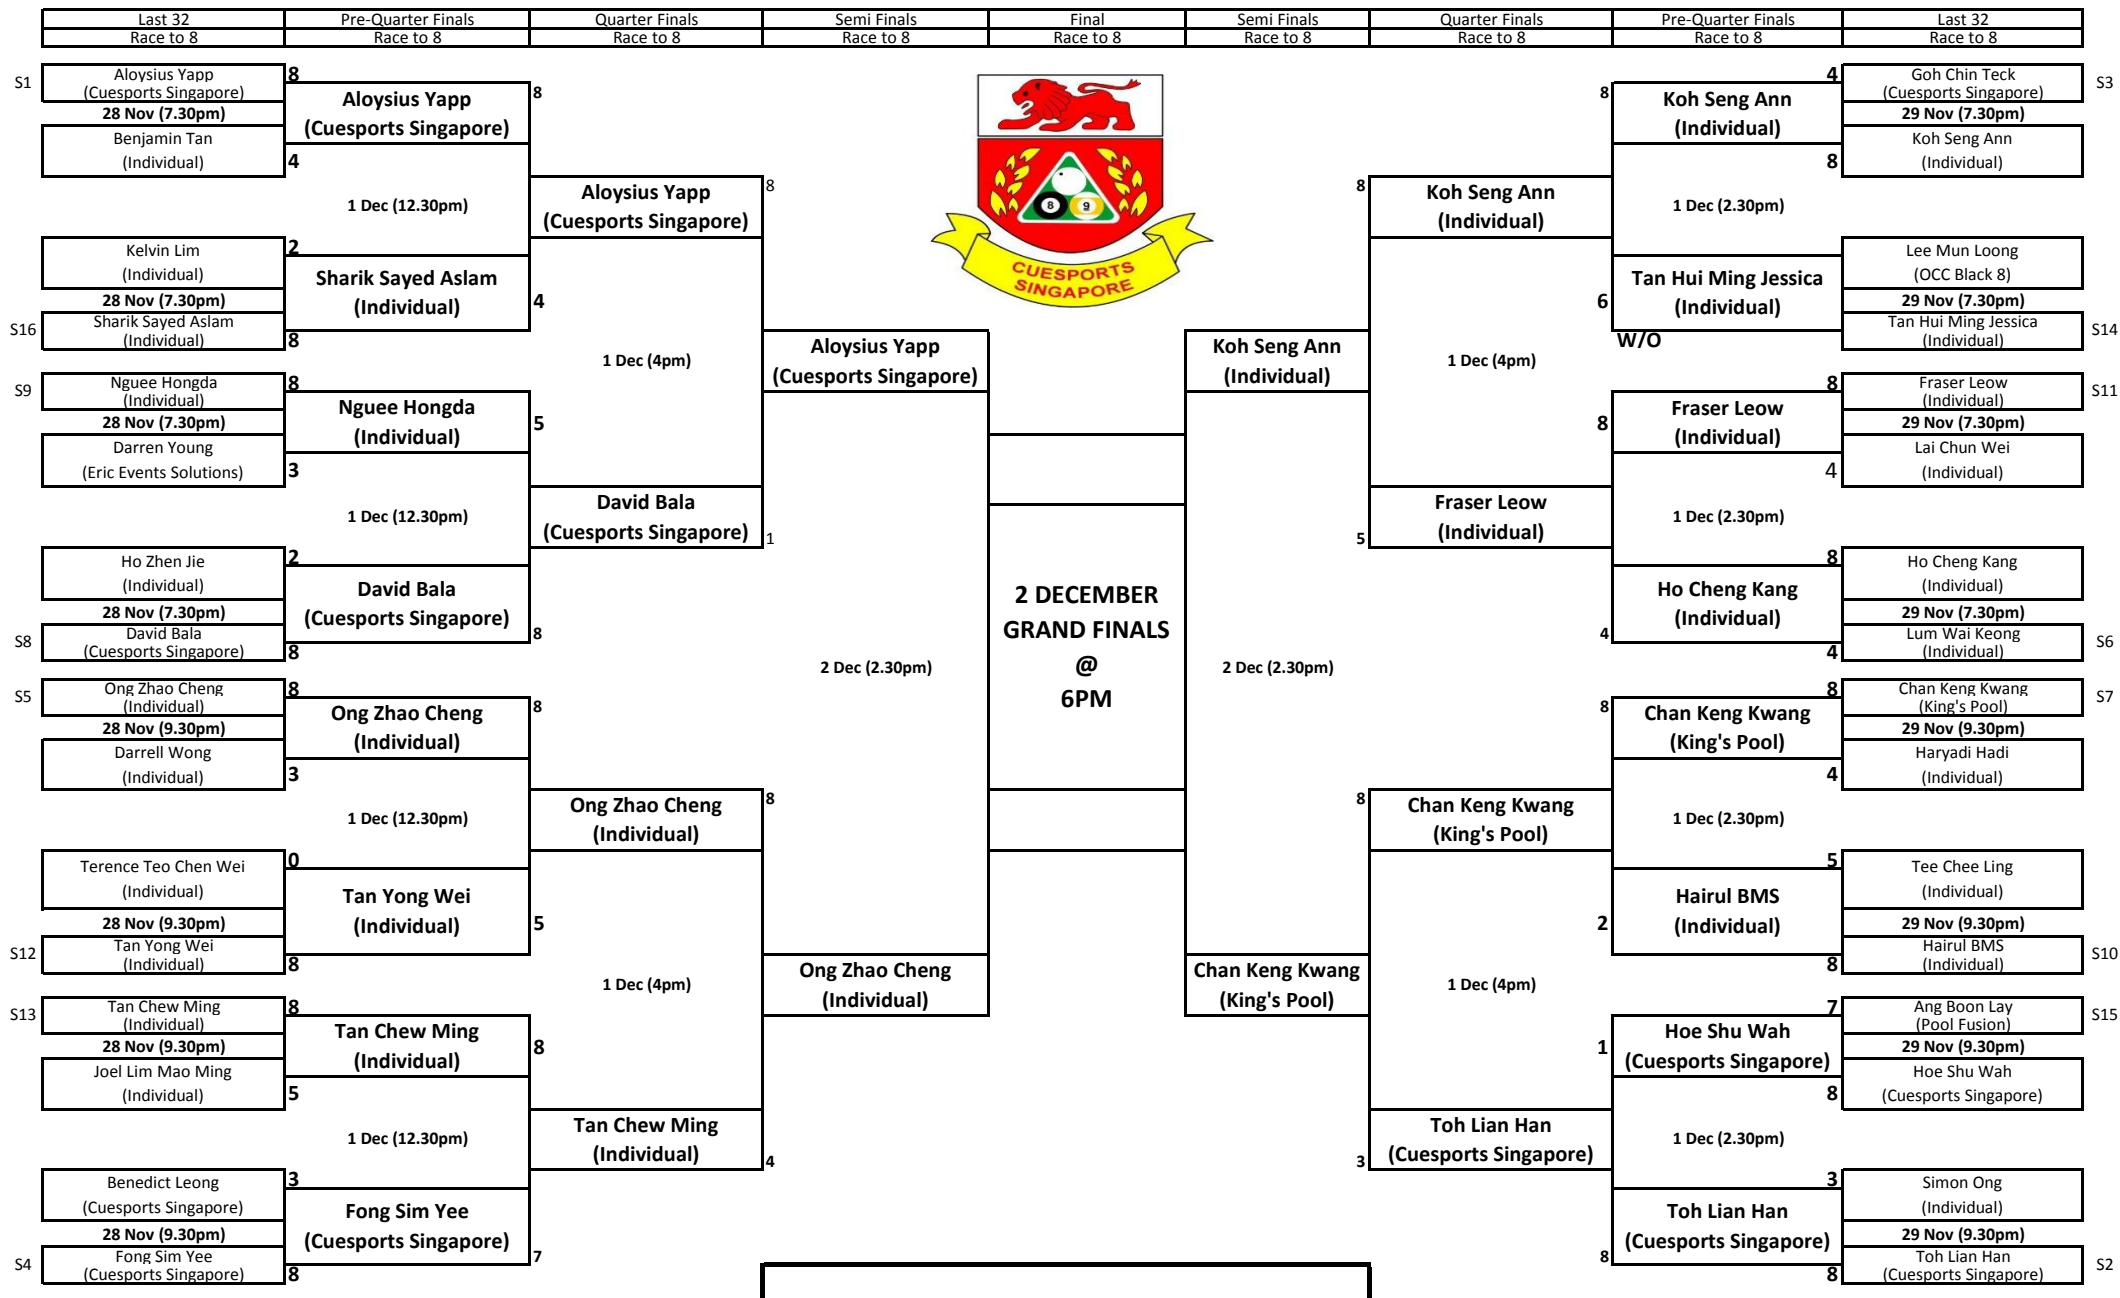 Last 32 Pre-Quarter Finals Quarter Finals Semi Finals Final Semi Finals Quarter Finals Pre-Quarter Finals Last 32
Race to 8 Race to 8 Race to 8 Race to 8 Race to 8 Race to 8 Race to 8 Race to 8 Race to 8
S1
Aloysius Yapp
(Cuesports Singapore)
8
28 Nov (7.30pm)
Benjamin Tan
(Individual)
4
Kelvin Lim
(Individual)
2
28 Nov (7.30pm)
S16
Sharik Sayed Aslam
(Individual)
8
S9
Nguee Hongda
(Individual)
8
28 Nov (7.30pm)
Darren Young
(Eric Events Solutions)
3
Ho Zhen Jie
(Individual)
2
28 Nov (7.30pm)
S8
David Bala
(Cuesports Singapore)
8
S5
Ong Zhao Cheng
(Individual)
8
28 Nov (9.30pm)
Darrell Wong
(Individual)
3
Terence Teo Chen Wei
(Individual)
0
28 Nov (9.30pm)
S12
Tan Yong Wei
(Individual)
8
S13
Tan Chew Ming
(Individual)
8
28 Nov (9.30pm)
Joel Lim Mao Ming
(Individual)
5
Benedict Leong
(Cuesports Singapore)
3
28 Nov (9.30pm)
S4
Fong Sim Yee
(Cuesports Singapore)
8
Aloysius Yapp
(Cuesports Singapore)
8
1 Dec (12.30pm)
Sharik Sayed Aslam
(Individual)
4
Nguee Hongda
(Individual)
5
1 Dec (12.30pm)
David Bala
(Cuesports Singapore)
8
Ong Zhao Cheng
(Individual)
8
1 Dec (12.30pm)
Tan Yong Wei
(Individual)
5
Tan Chew Ming
(Individual)
8
1 Dec (12.30pm)
Fong Sim Yee
(Cuesports Singapore)
7
Aloysius Yapp
(Cuesports Singapore)
8
1 Dec (4pm)
David Bala
(Cuesports Singapore)
1
Ong Zhao Cheng
(Individual)
8
1 Dec (4pm)
Tan Chew Ming
(Individual)
4
Aloysius Yapp
(Cuesports Singapore)
2 Dec (2.30pm)
Ong Zhao Cheng
(Individual)
8 9
CUESPORTS
SINGAPORE
2 DECEMBER
GRAND FINALS
@
6PM
Koh Seng Ann
(Individual)
2 Dec (2.30pm)
Chan Keng Kwang
(King's Pool)
8
Koh Seng Ann
(Individual)
1 Dec (4pm)
Fraser Leow
(Individual)
5
8
Chan Keng Kwang
(King's Pool)
1 Dec (4pm)
Toh Lian Han
(Cuesports Singapore)
3
8
Koh Seng Ann
(Individual)
1 Dec (2.30pm)
Tan Hui Ming Jessica
(Individual)
6
W/O
8
Fraser Leow
(Individual)
1 Dec (2.30pm)
Ho Cheng Kang
(Individual)
4
8
Chan Keng Kwang
(King's Pool)
1 Dec (2.30pm)
Hairul BMS
(Individual)
2
Hoe Shu Wah
(Cuesports Singapore)
1
1 Dec (2.30pm)
Toh Lian Han
(Cuesports Singapore)
8
4
Goh Chin Teck
(Cuesports Singapore)
S3
29 Nov (7.30pm)
Koh Seng Ann
(Individual)
8
Lee Mun Loong
(OCC Black 8)
29 Nov (7.30pm)
Tan Hui Ming Jessica
(Individual)
S14
8
Fraser Leow
(Individual)
S11
29 Nov (7.30pm)
Lai Chun Wei
(Individual)
4
8
Ho Cheng Kang
(Individual)
29 Nov (7.30pm)
Lum Wai Keong
(Individual)
S6
4
8
Chan Keng Kwang
(King's Pool)
S7
29 Nov (9.30pm)
Haryadi Hadi
(Individual)
4
5
Tee Chee Ling
(Individual)
29 Nov (9.30pm)
Hairul BMS
(Individual)
S10
8
7
Ang Boon Lay
(Pool Fusion)
S15
29 Nov (9.30pm)
Hoe Shu Wah
(Cuesports Singapore)
8
3
Simon Ong
(Individual)
29 Nov (9.30pm)
Toh Lian Han
(Cuesports Singapore)
S2
8